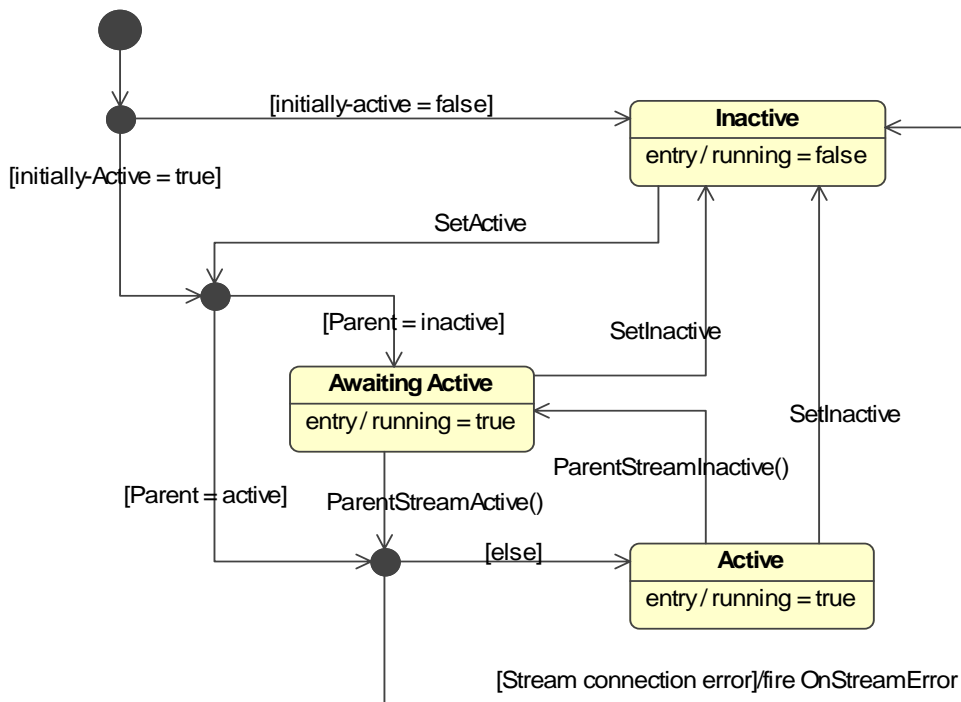 [initially-active = false]
Inactive
entry / running = false
[initially-Active = true]
SetActive
[Parent = inactive]
SetInactive
Awaiting Active
entry / running = true
SetInactive
ParentStreamInactive()
[Parent = active]
ParentStreamActive()
[else]
Active
entry / running = true
[Stream connection error]/fire OnStreamError